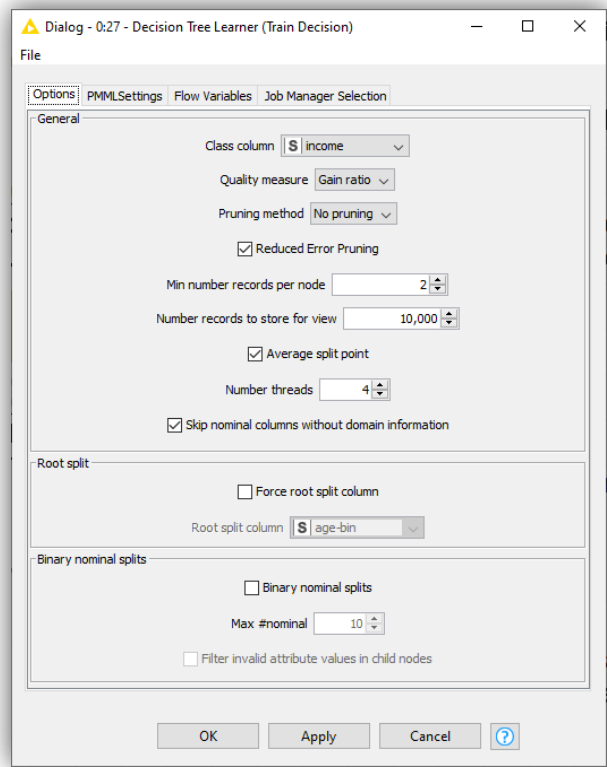 Dialog - 0:27 - Decision Tree Learner (Train Decision)
File
Options PMMLSettings Flow Variables Job Manager Selection
General
Class column S income
Quality measure Gain ratio
Pruning method No pruning
Reduced Error Pruning
Min number records per node 2
Number records to store for view 10,000
Average split point
Number threads 4
Skip nominal columns without domain information
Root split
Force root split column
Root split column S age-bin
Binary nominal splits
Binary nominal splits
Max #nominal 10
Filter invalid attribute values in child nodes
OK Apply Cancel ?